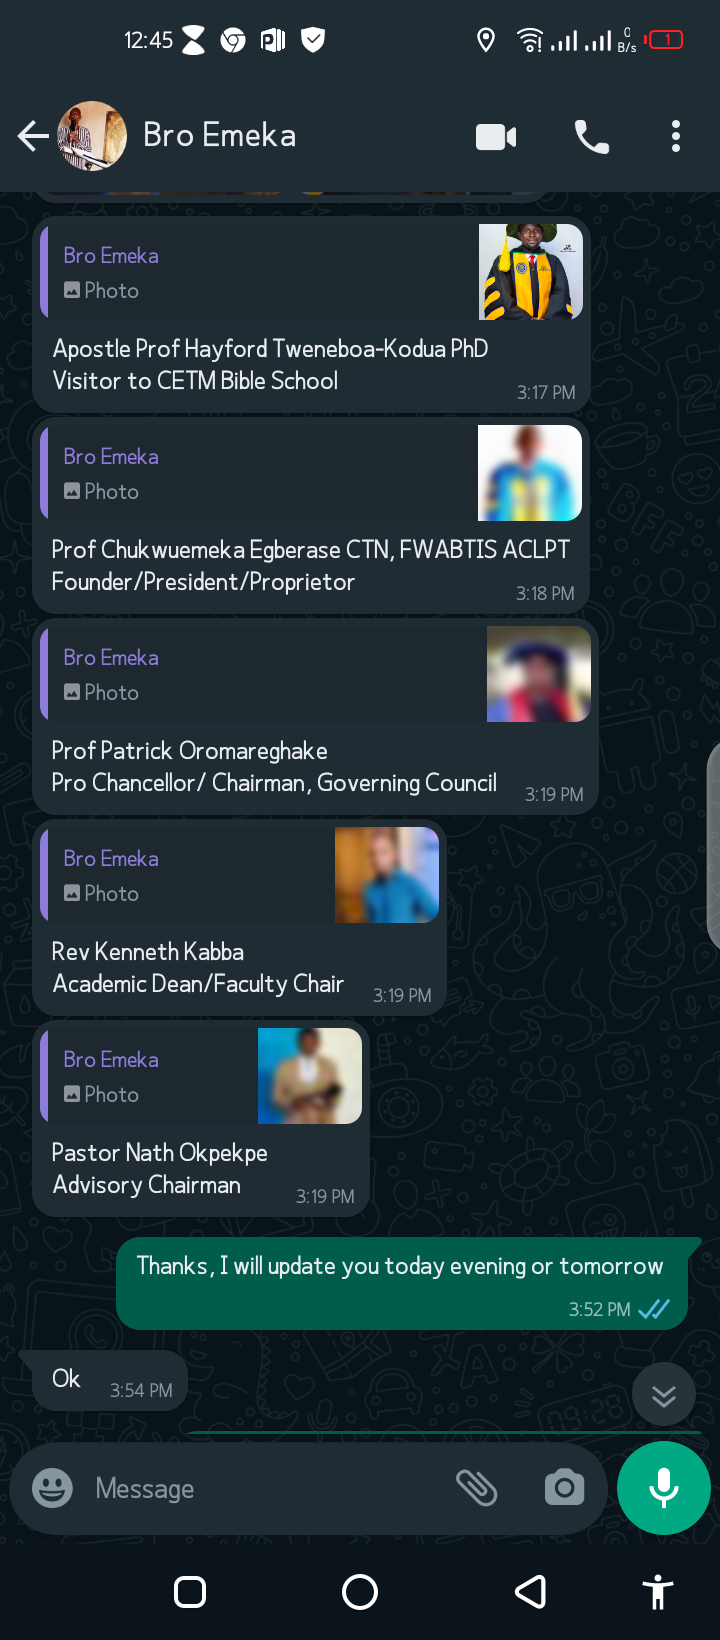 12:45
0
B/s
1
Bro Emeka
Bro Emeka
Photo
Apostle Prof Hayford Tweneboa-Kodua PhD
Visitor to CETM Bible School
3:17 PM
Bro Emeka
Photo
Prof Chukwuemeka Egberase CTN, FWABTIS ACLPT
Founder/President/Proprietor
3:18 PM
Bro Emeka
Photo
Prof Patrick Oromareghake
Pro Chancellor/ Chairman, Governing Council
3:19 PM
Bro Emeka
Photo
Rev Kenneth Kabba
Academic Dean/Faculty Chair
3:19 PM
Bro Emeka
Photo
Pastor Nath Okpekpe
Advisory Chairman
3:19 PM
Thanks, I will update you today evening or tomorrow
3:52 PM
Ok
3:54 PM
Message